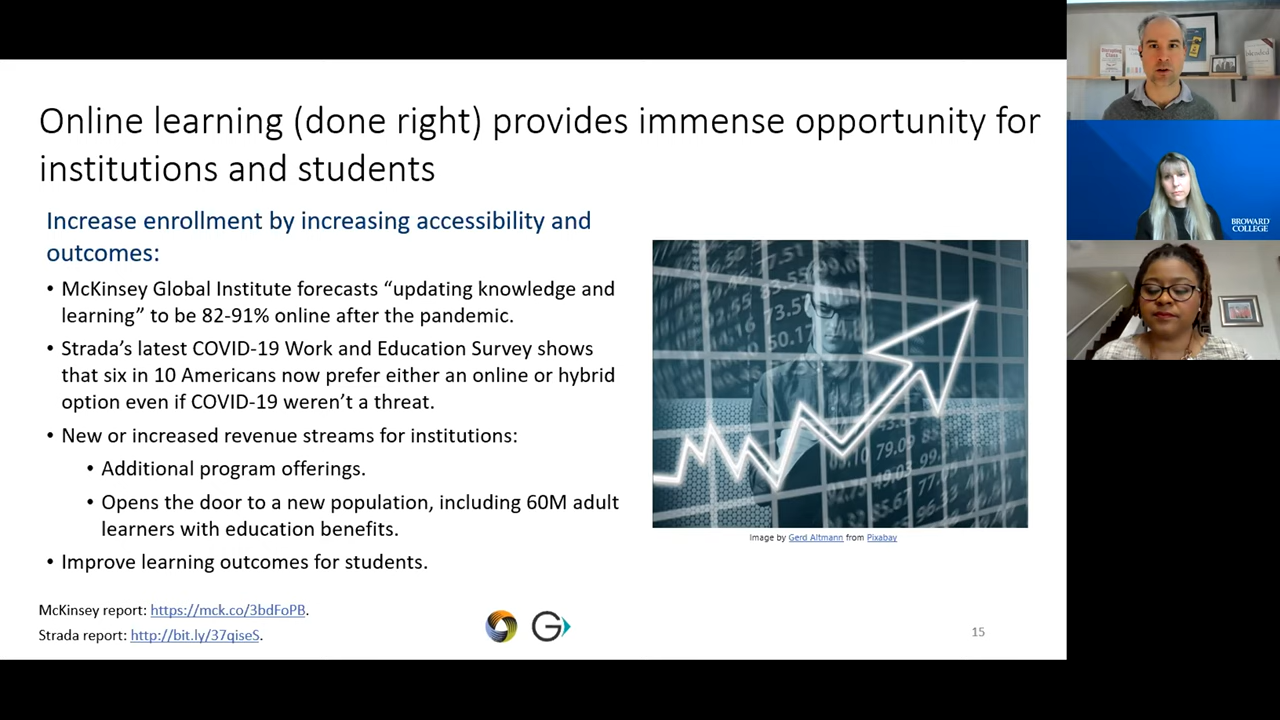 Online learning (done right) provides immense opportunity for
institutions and students
Increase enrollment by increasing accessibility and
outcomes:
• McKinsey Global Institute forecasts “updating knowledge and
learning” to be 82-91% online after the pandemic.
• Strada’s latest COVID-19 Work and Education Survey shows
that six in 10 Americans now prefer either an online or hybrid
option even if COVID-19 weren’t a threat.
• New or increased revenue streams for institutions:
• Additional program offerings.
• Opens the door to a new population, including 60M adult
learners with education benefits.
• Improve learning outcomes for students.
Image by Gerd Altmann from Pixabay
McKinsey report: https://mck.co/3bdFoPB.
Strada report: http://bit.ly/37qiseS.
G
15
BROWARD
COLLEGE